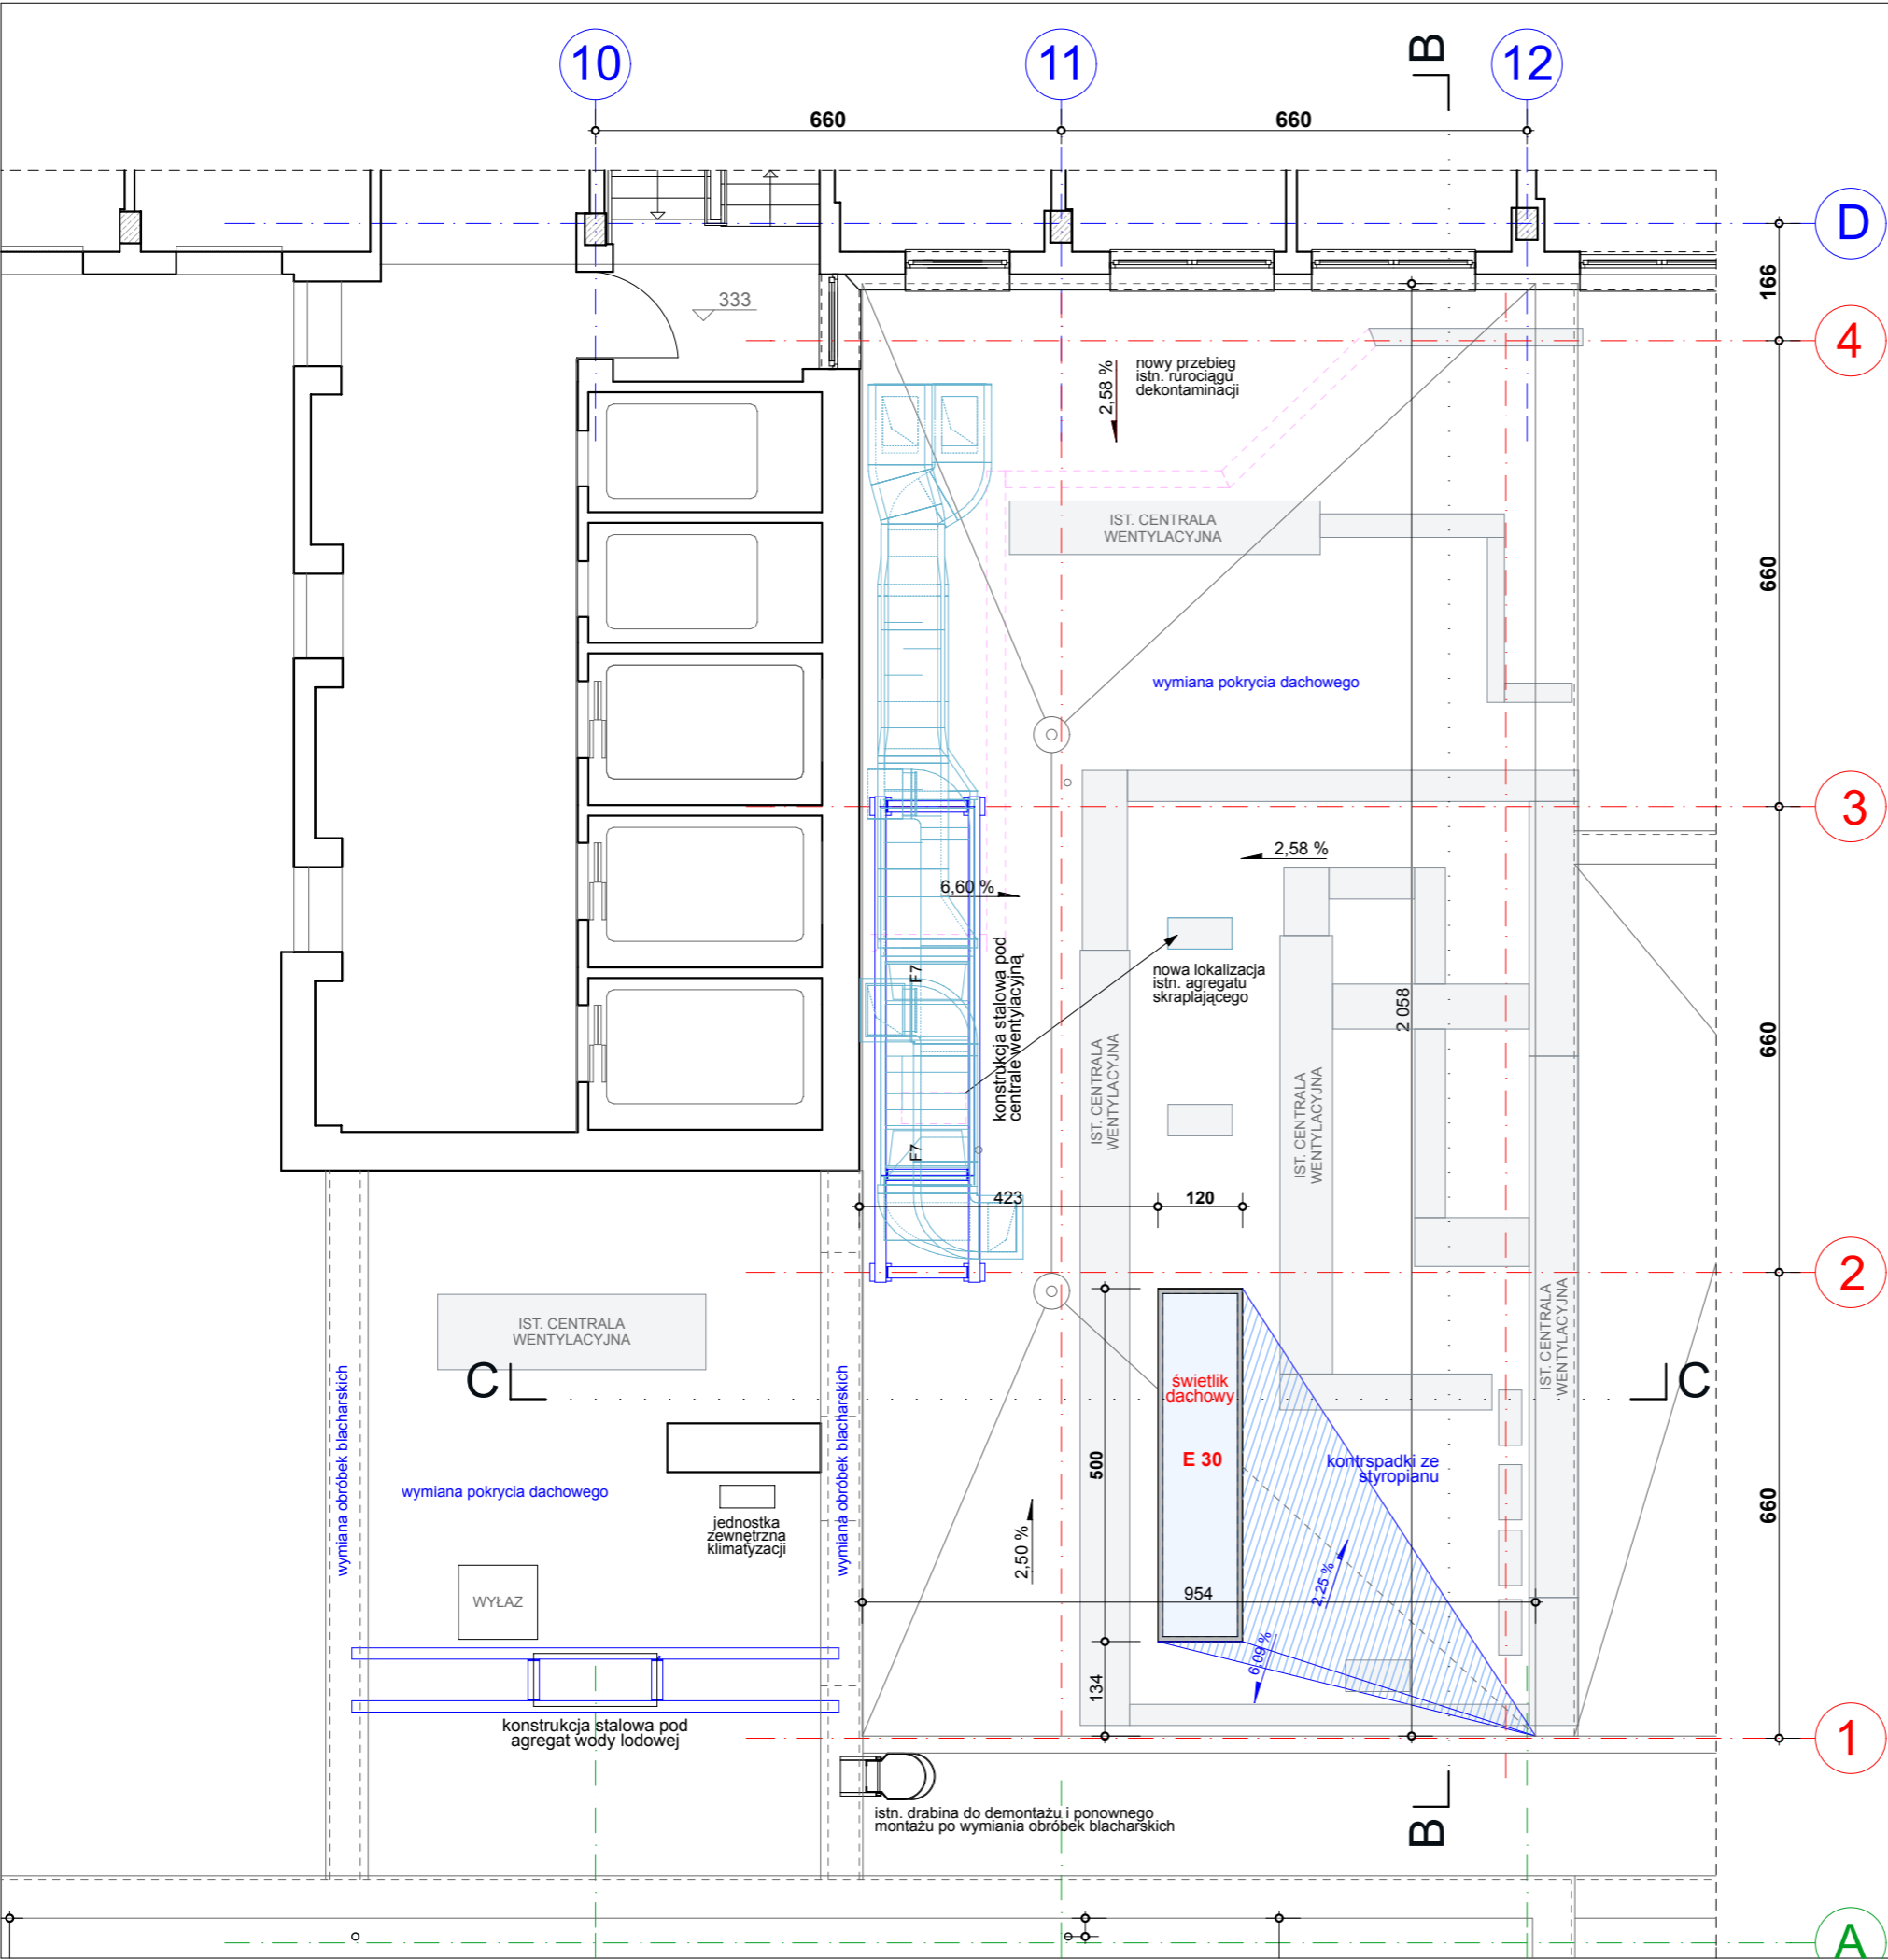 10
11
B
12
660
660
D
166
333
4
2,58 %
nowy przebieg
istn. rurociągu
dekontaminacji
IST. CENTRALA
WENTYLACYJNA
660
wymiana pokrycia dachowego
3
2,58 %
6,60 %
konstrukcja stalowa pod
centrale wentylacyjną
F7
nowa lokalizacja
istn. agregatu
skraplającego
2 058
660
IST. CENTRALA
WENTYLACYJNA
IST. CENTRALA
WENTYLACYJNA
F7
423
120
2
IST. CENTRALA
WENTYLACYJNA
IST. CENTRALA
WENTYLACYJNA
C
C
wymiana obróbek blacharskich
wymiana obróbek blacharskich
świetlik
dachowy
E 30
500
kontrspadki ze
styropianu
660
wymiana pokrycia dachowego
jednostka
zewnętrzna
klimatyzacji
2,50 %
2,25 %
WYŁAZ
954
6,09 %
134
konstrukcja stalowa pod
agregat wody lodowej
1
istn. drabina do demontażu i ponownego
montażu po wymiania obróbek blacharskich
B
A